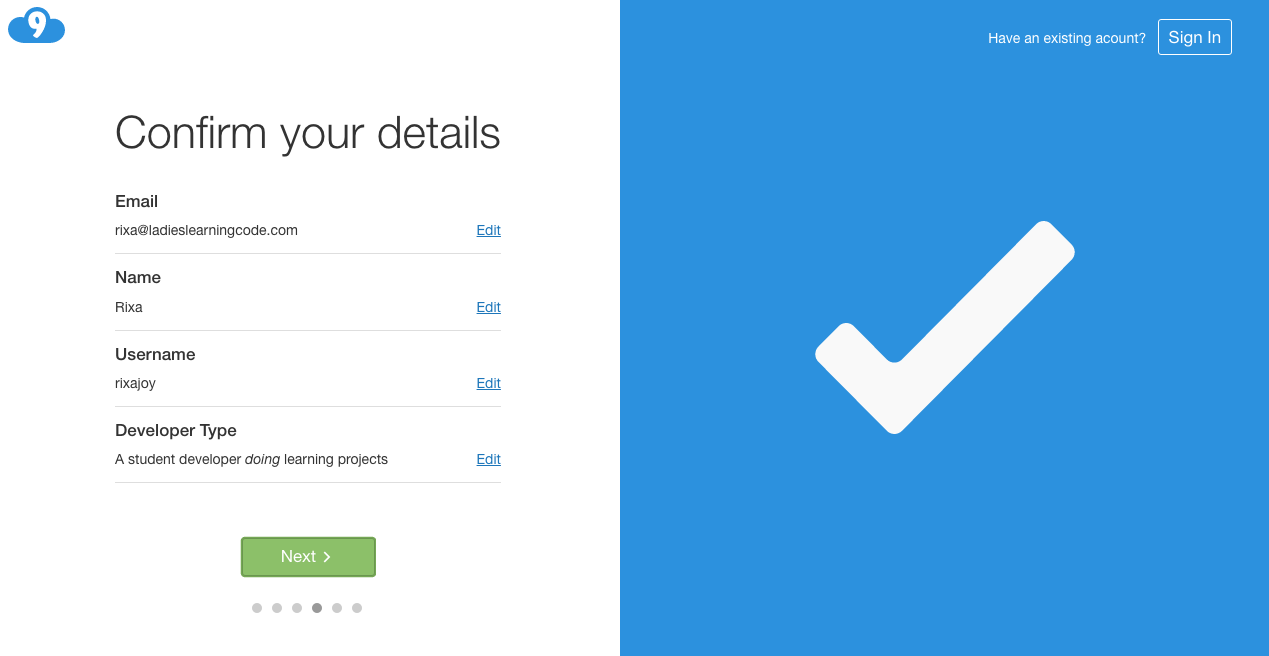 9
Have an existing acount? Sign In
Confirm your details
Email
rixa@ladieslearningcode.com Edit
Name
Rixa Edit
Username
rixajoy Edit
Developer Type
A student developer doing learning projects Edit
Next